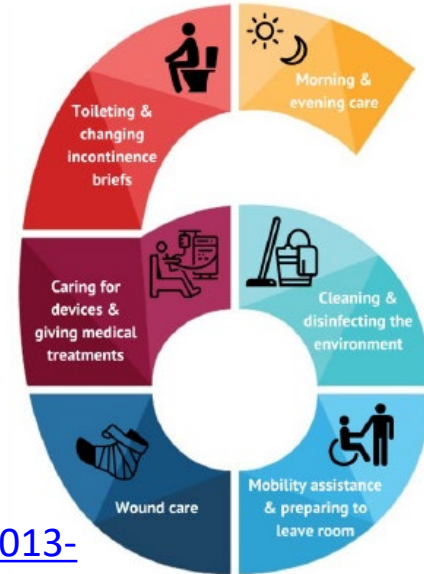 Morning &
evening care
Toileting &
changing
incontinence
briefs
Caring for
devices &
giving medical
treatments
Cleaning &
disinfecting the
environment
Wound care
Mobility assistance
& preparing to
leave room
013-